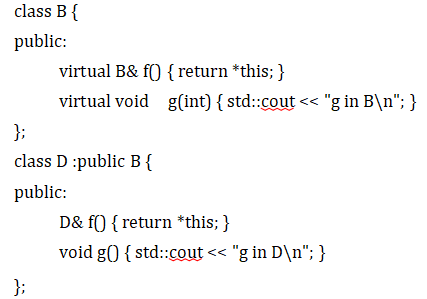 class B {
public:
virtual B& f() { return *this; }
virtual void g(int) { std::cout << "g in B\n"; }
};
class D :public B {
public:
D& f() { return *this; }
void g() { std::cout << "g in D\n"; }
};